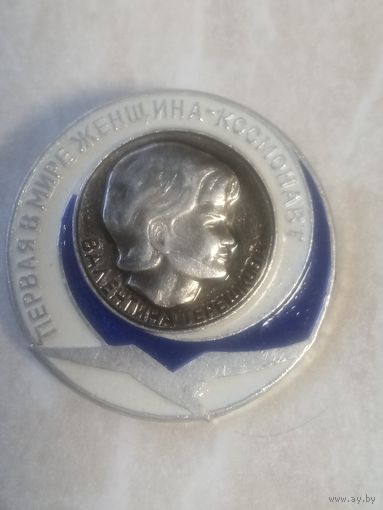 ПЕРВАЯ В МИРЕ ЖЕНЩИНА-КОСМОНАВТ
ВАЛЕНТИНА ТЕРЕШКОВА
www.ay.by